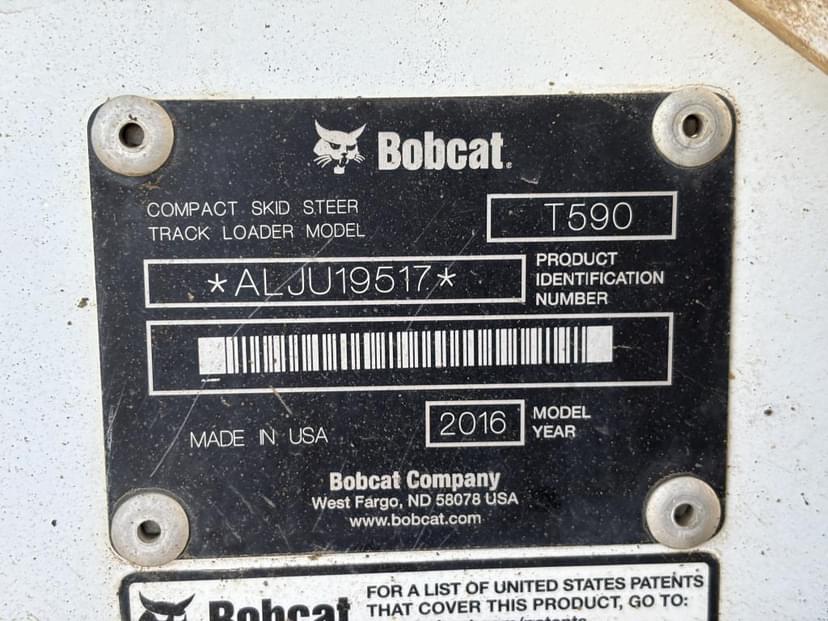 Bobcat.
COMPACT SKID STEER
TRACK LOADER MODEL
T590
*ALJU19517*
PRODUCT
IDENTIFICATION
NUMBER
MADE IN USA
2016
MODEL
YEAR
Bobcat Company
West Fargo, ND 58078 USA
www.bobcat.com
Bobcat
FOR A LIST OF UNITED STATES PATENTS
THAT COVER THIS PRODUCT, GO TO: